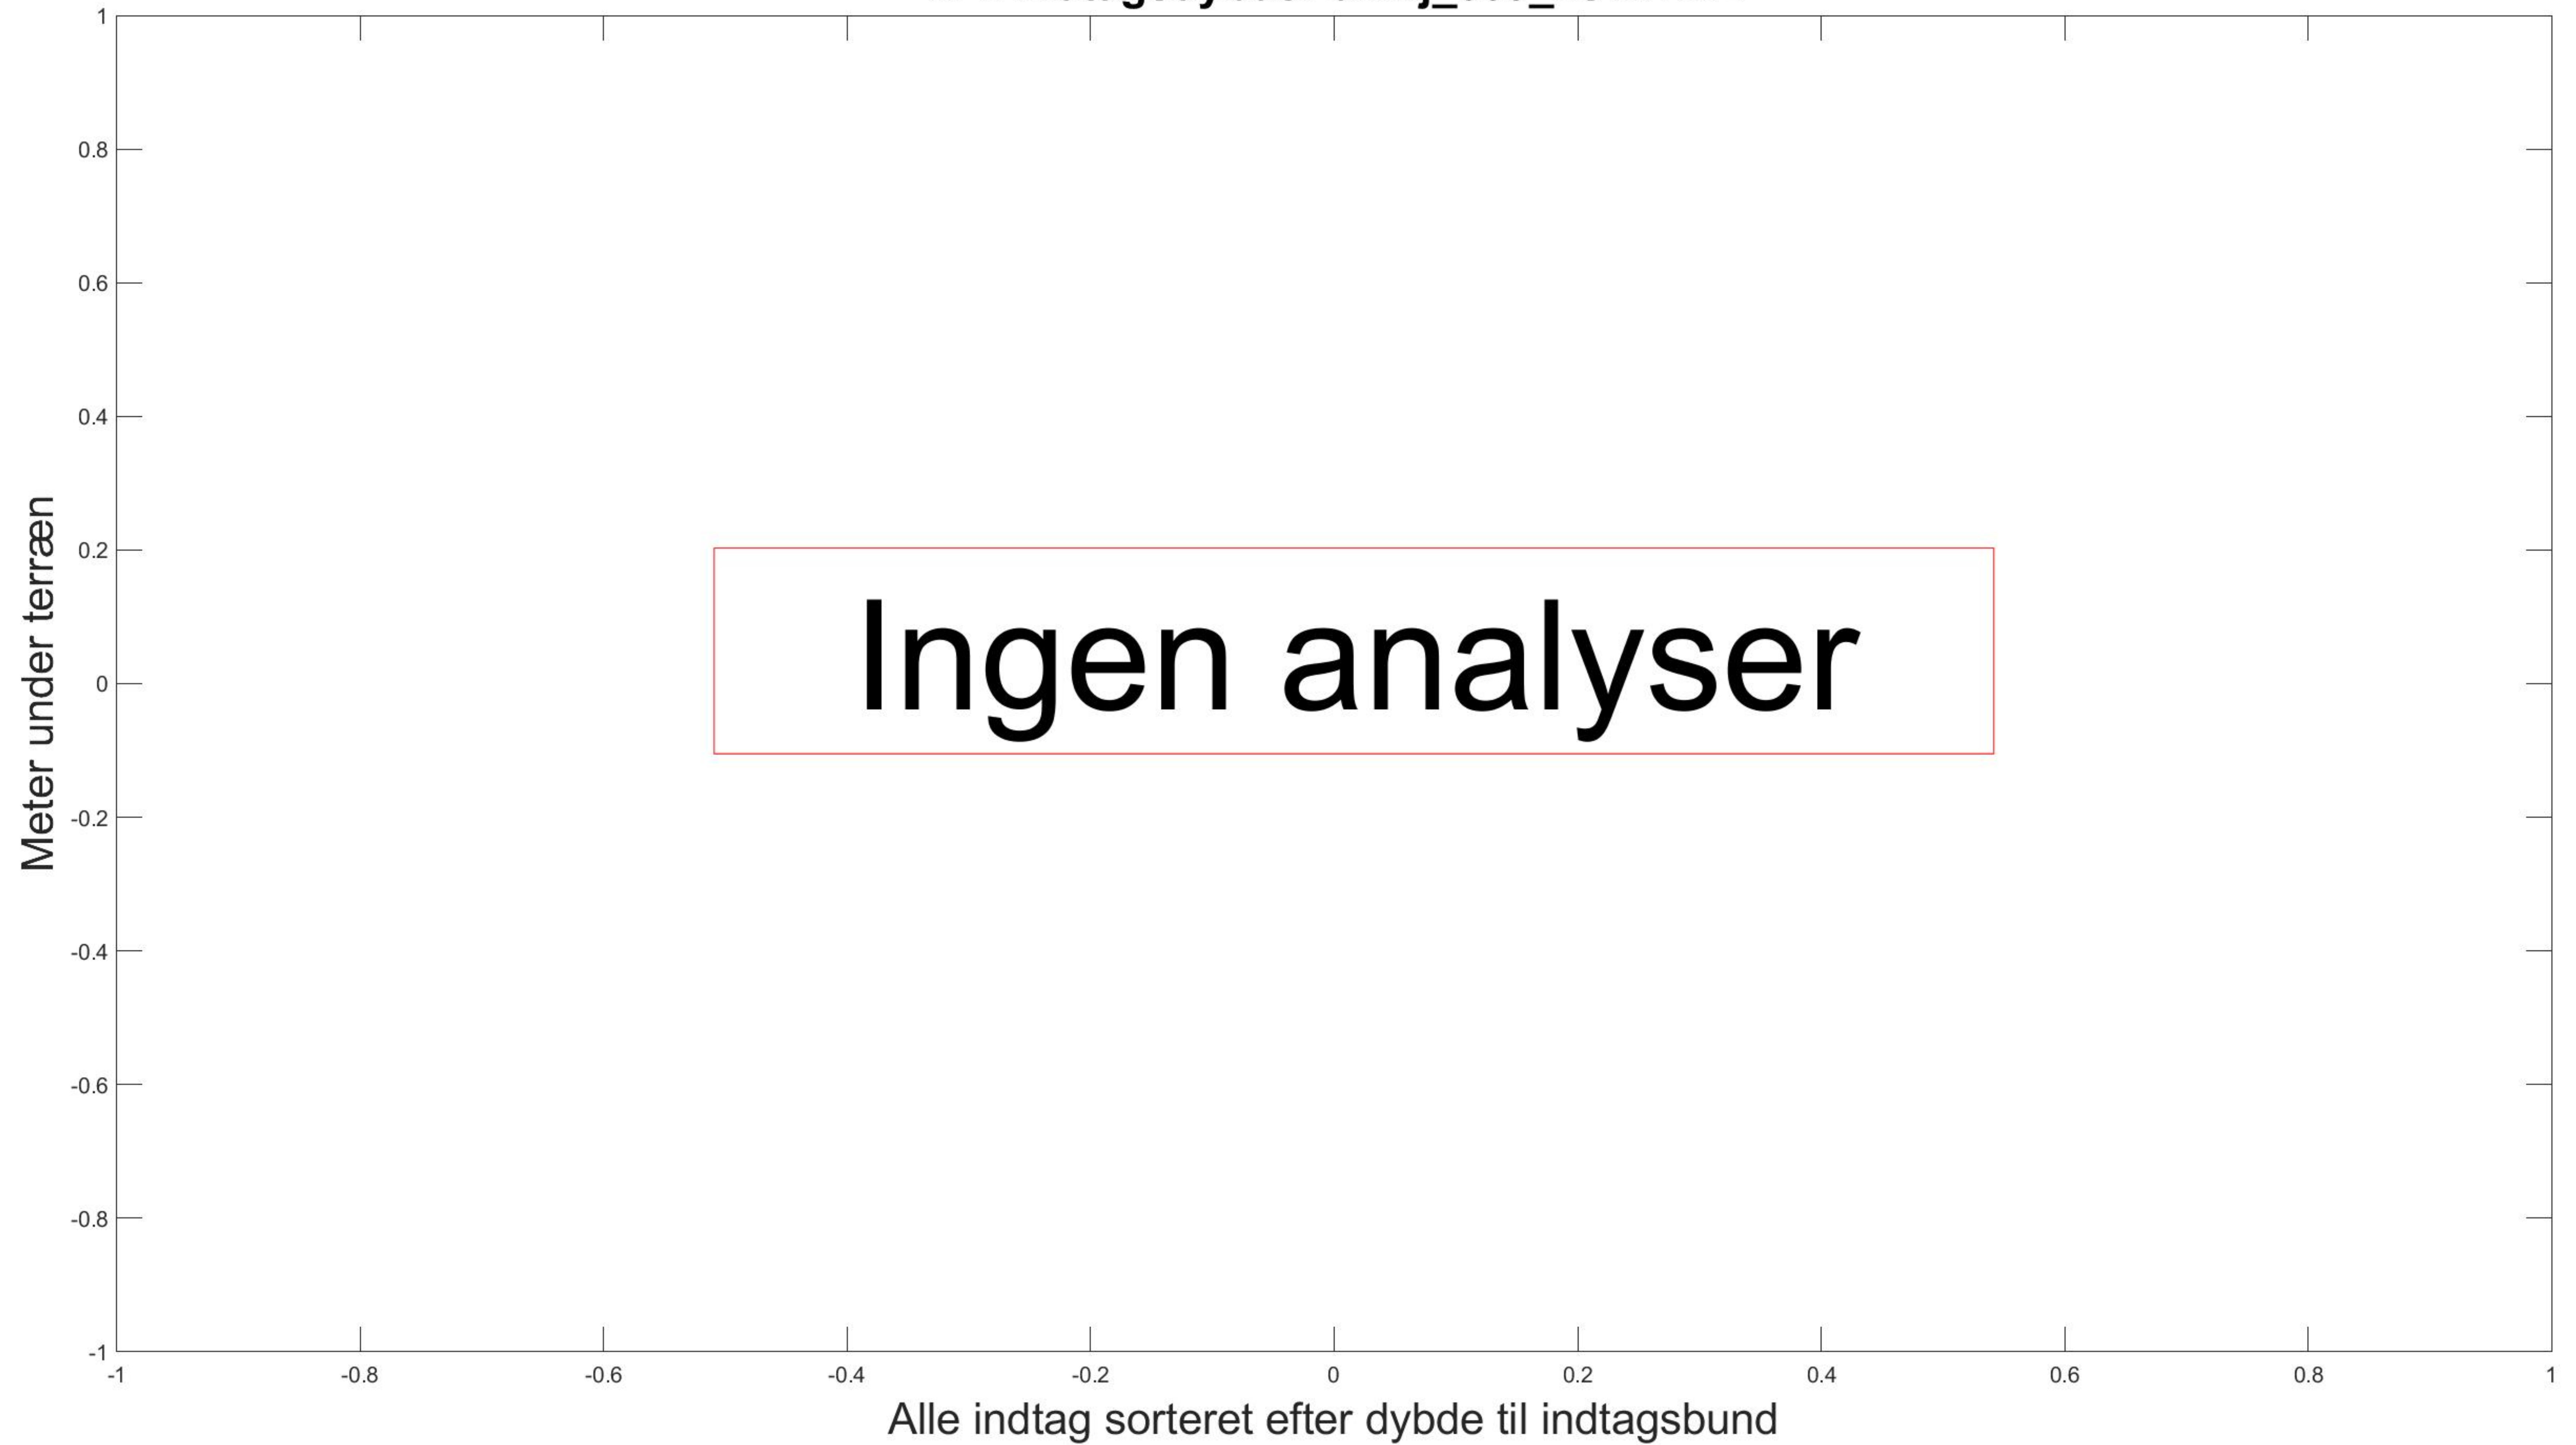 1
0.8
0.6
0.4
0.2
0
-0.2
-0.4
-0.6
-0.8
-1
Meter under terræn
Ingen analyser
-1 -0.8 -0.6 -0.4 -0.2 0 0.2 0.4 0.6 0.8 1
Alle indtag sorteret efter dybde til indtagsbund